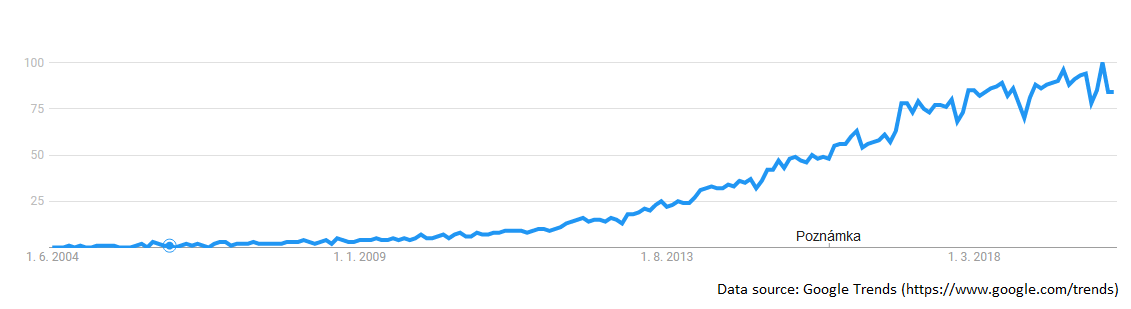 100
75
50
25
Poznámka
1. 6. 2004
1. 1. 2009
1. 8. 2013
1. 3. 2018
Data source: Google Trends (https://www.google.com/trends)